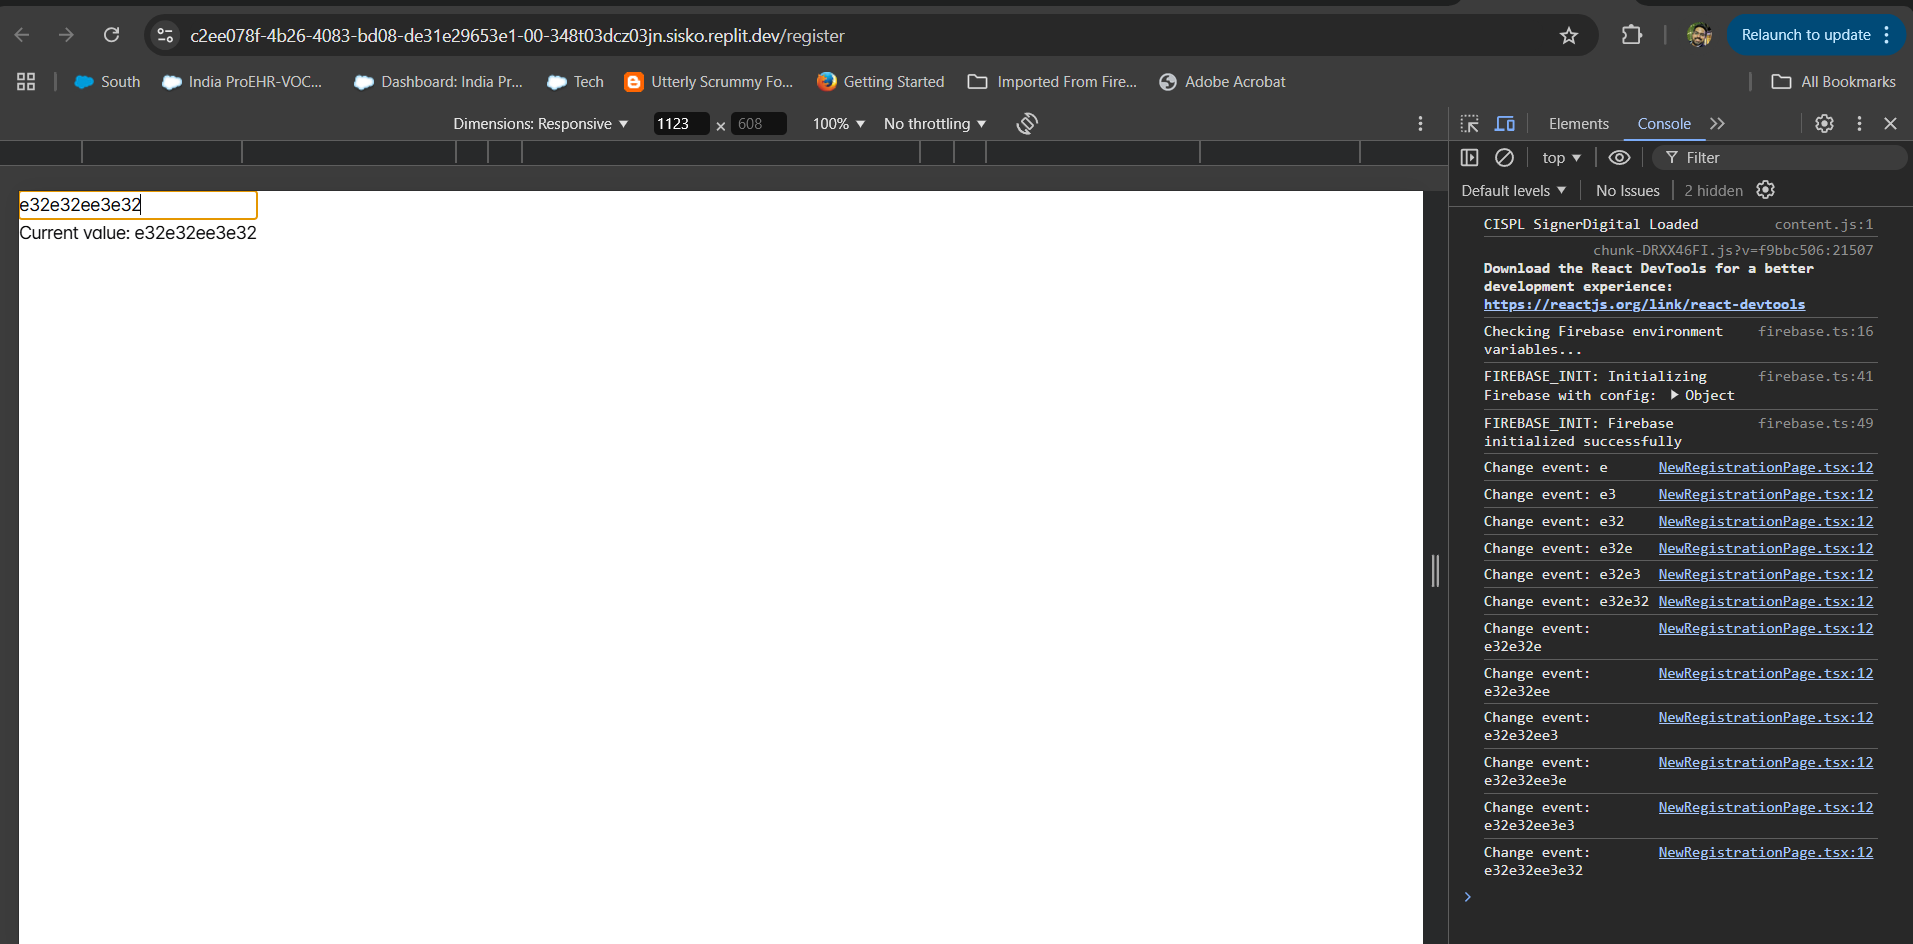 c2ee078f-4b26-4083-bd08-de31e29653e1-00-348t03dcz03jn.sisko.replit.dev/register
Relaunch to update
South
India ProEHR-VOC...
Dashboard: India Pr...
Tech
Utterly Scrummy Fo...
Getting Started
Imported From Fire...
Adobe Acrobat
All Bookmarks
Dimensions: Responsive
1123 × 608
100%
No throttling
e32e32ee3e32
Current value: e32e32ee3e32
Elements
Console
top
Filter
Default levels
No Issues
2 hidden
CISPL SignerDigital Loaded content.js:1
chunk-DRXX46FI.js?v=f9bbc506:21507
Download the React DevTools for a better
development experience:
https://reactjs.org/link/react-devtools
Checking Firebase environment firebase.ts:16
variables...
FIREBASE_INIT: Initializing firebase.ts:41
Firebase with config: ▶ Object
FIREBASE_INIT: Firebase firebase.ts:49
initialized successfully
Change event: e NewRegistrationPage.tsx:12
Change event: e3 NewRegistrationPage.tsx:12
Change event: e32 NewRegistrationPage.tsx:12
Change event: e32e NewRegistrationPage.tsx:12
Change event: e32e3 NewRegistrationPage.tsx:12
Change event: e32e32 NewRegistrationPage.tsx:12
Change event: NewRegistrationPage.tsx:12
e32e32e
Change event: NewRegistrationPage.tsx:12
e32e32ee
Change event: NewRegistrationPage.tsx:12
e32e32ee3
Change event: NewRegistrationPage.tsx:12
e32e32ee3e
Change event: NewRegistrationPage.tsx:12
e32e32ee3e3
Change event: NewRegistrationPage.tsx:12
e32e32ee3e32